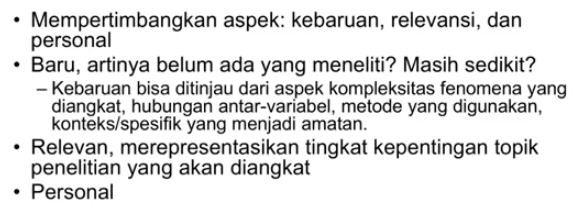 • Mempertimbangkan aspek: kebaruan, relevansi, dan
personal
• Baru, artinya belum ada yang meneliti? Masih sedikit?
– Kebaruan bisa ditinjau dari aspek kompleksitas fenomena yang
diangkat, hubungan antar-variabel, metode yang digunakan,
konteks/spesifik yang menjadi amatan.
• Relevan, merepresentasikan tingkat kepentingan topik
penelitian yang akan diangkat
• Personal